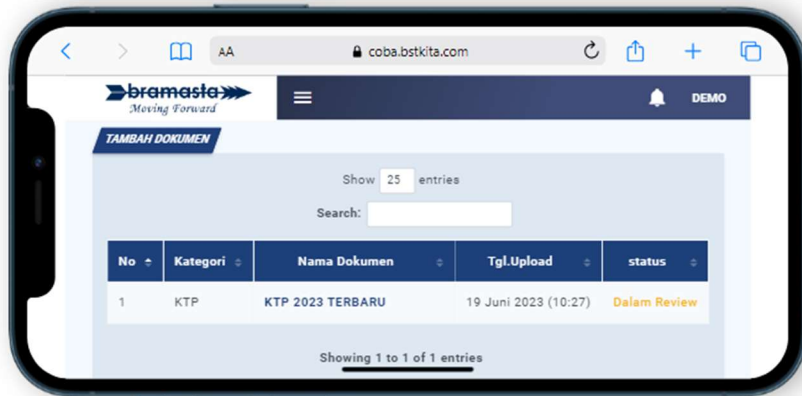 AA coba.bstkita.com
bramasta
Moving Forward
DEMO
TAMBAH DOKUMEN
Show 25 entries
Search:
No Kategori Nama Dokumen Tgl.Upload status
1 KTP KTP 2023 TERBARU 19 Juni 2023 (10:27) Dalam Review
Showing 1 to 1 of 1 entries